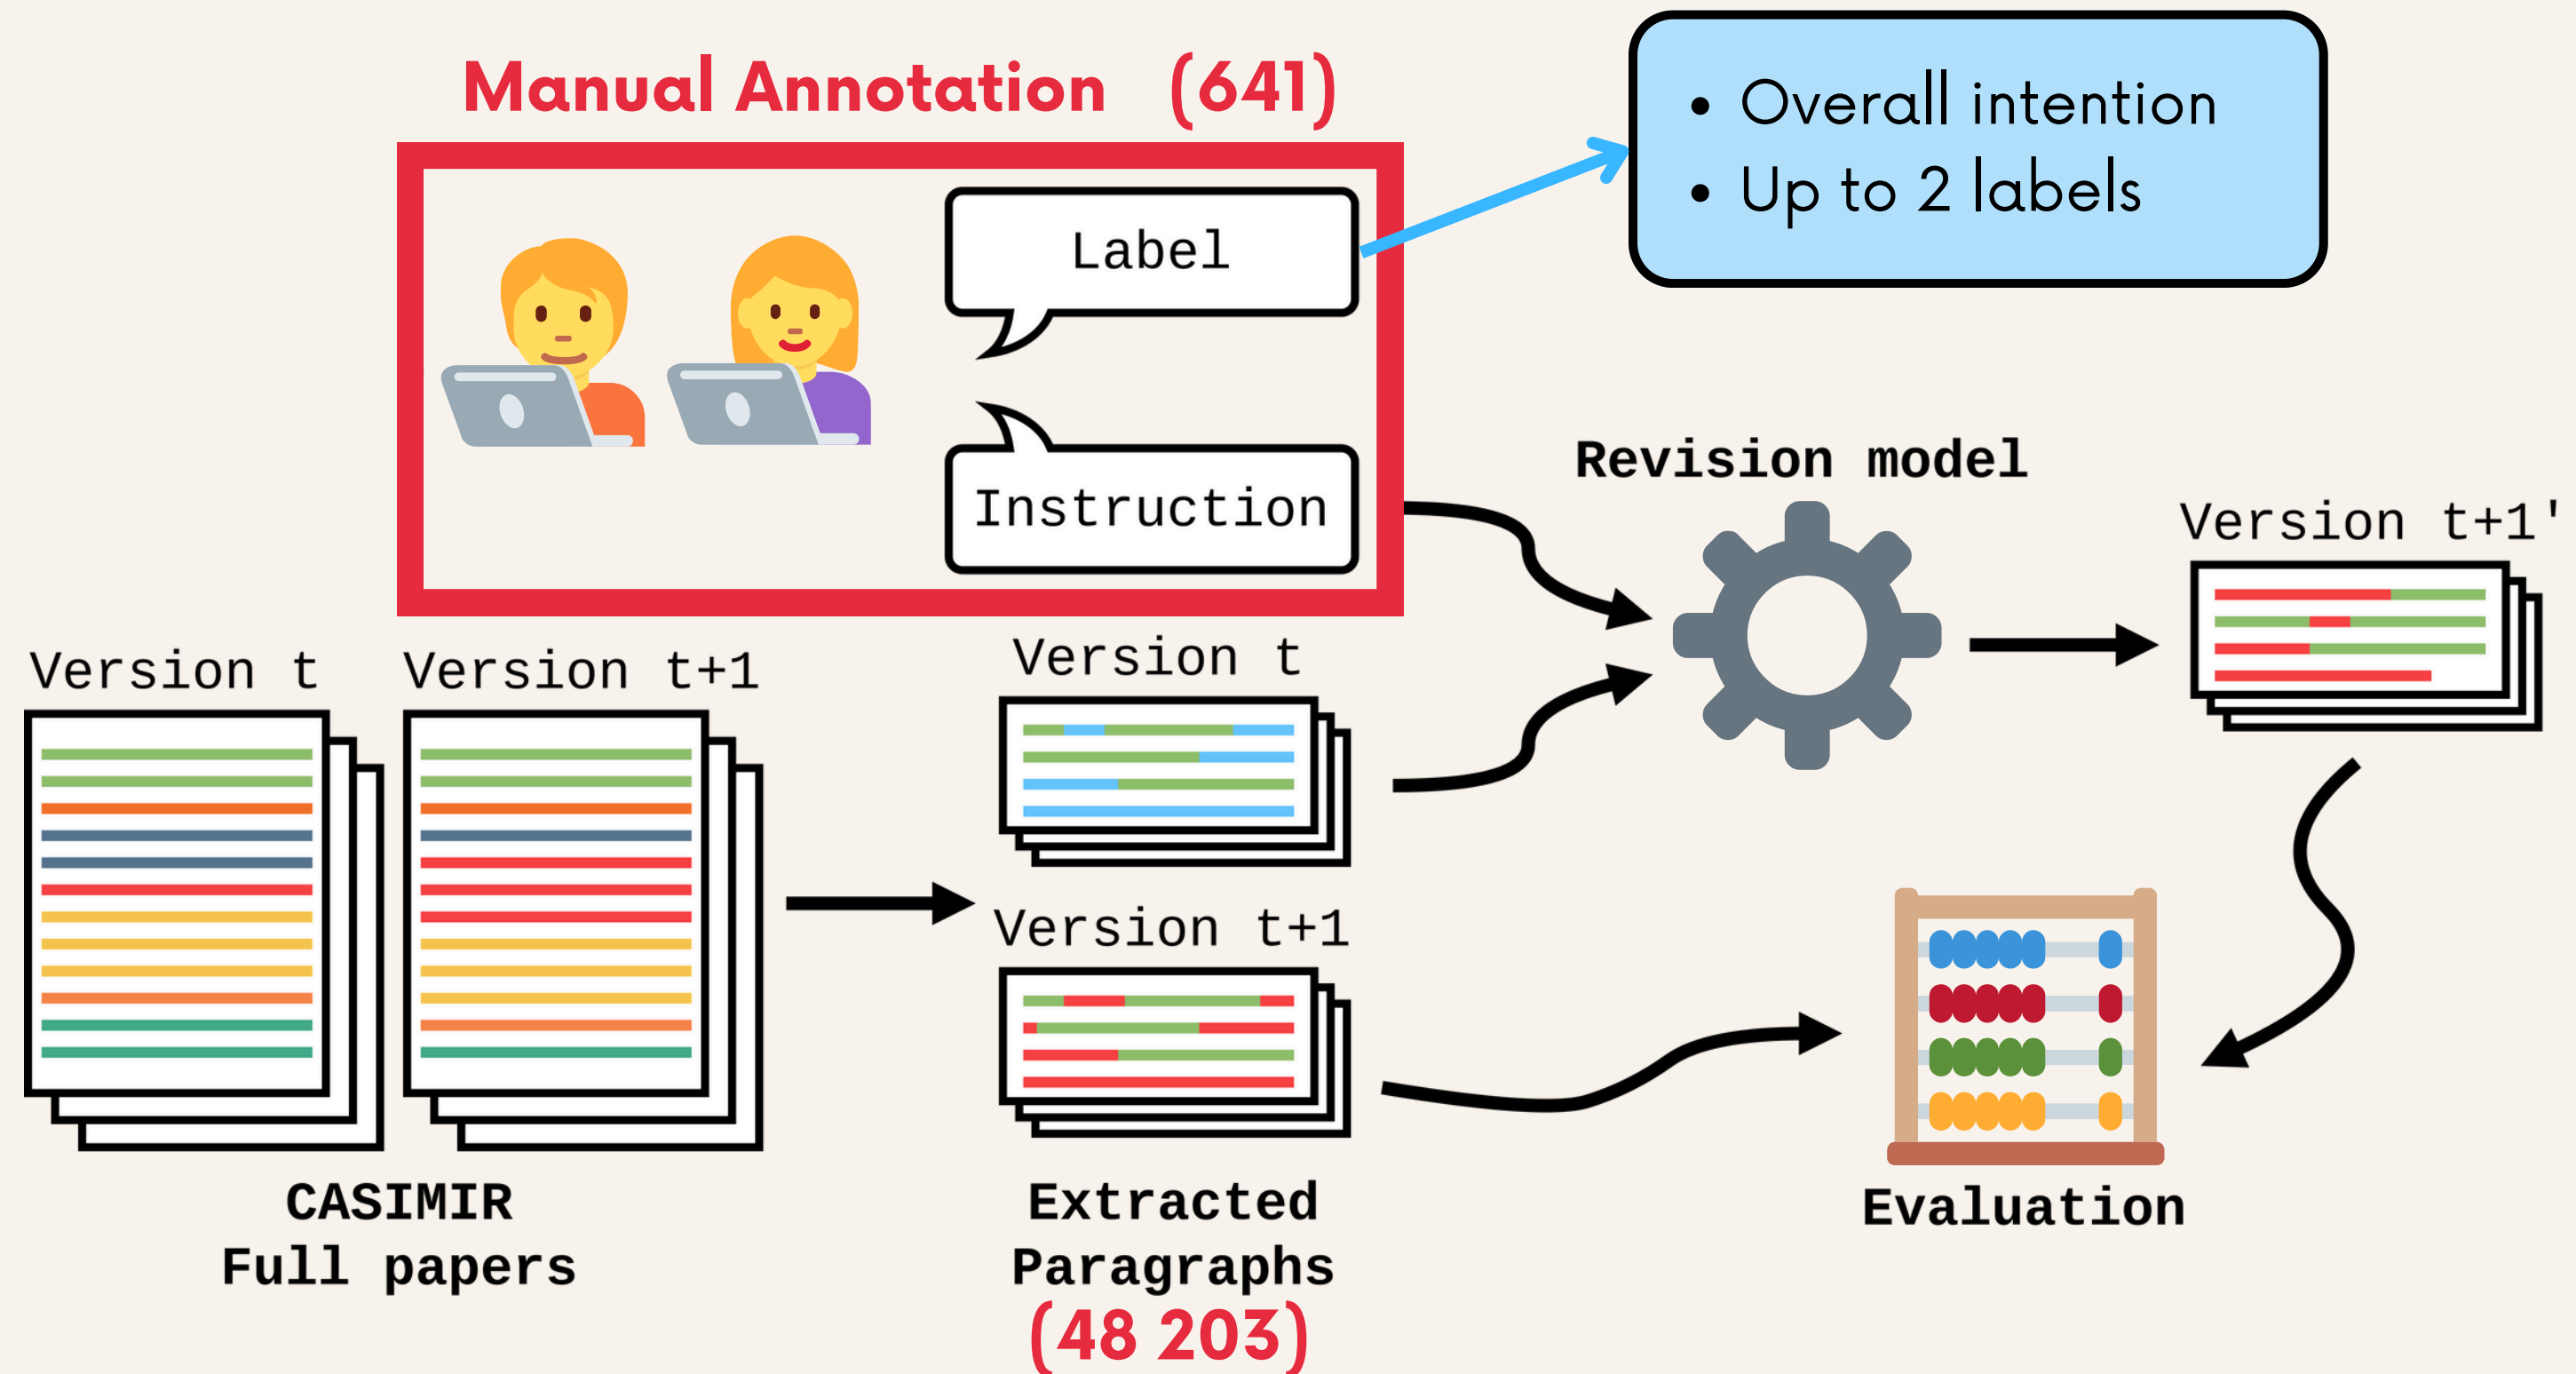 Manual Annotation (641)
• Overall intention
• Up to 2 labels
Label
Instruction
Revision model
Version t+1'
Version t
Version t+1
Version t
Version t+1
CASIMIR
Full papers
Extracted
Paragraphs
(48 203)
Evaluation